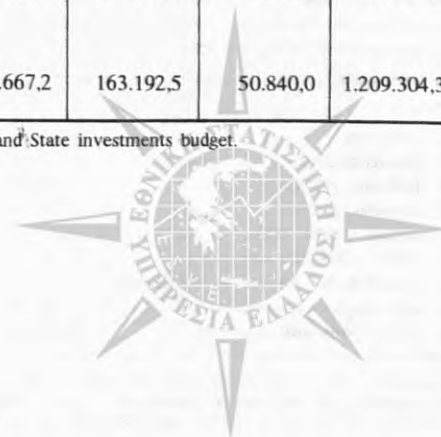 .667,2 163.192,5 50.840,0 1.209.304,3
and State investments budget.
ΕΘΝΙΚΗ ΣΤΑΤΙΣΤΙΚΗ
ΥΠΗΡΕΣΙΑ ΕΛΛΑΔΟΣ